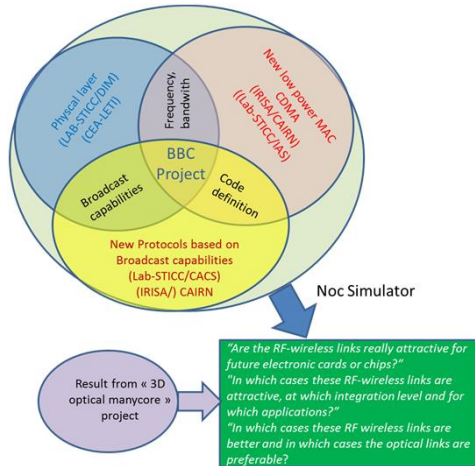 Physcal layer
(LAB-STICC/DIM)
(CEA-LETI)
Frequency,
bandwith
New low power MAC
CDMA
(IRISA/CAIRN)
((Lab-STICC/IAS)
BBC
Project
Broadcast
capabilities
Code
definition
New Protocols based on
Broadcast capabilities
(Lab-STICC/CACS)
(IRISA/) CAIRN
Noc Simulator
Result from « 3D
optical manycore »
project
“Are the RF-wireless links really attractive for
future electronic cards or chips?”
“In which cases these RF-wireless links are
attractive, at which integration level and for
which applications?”
“In which cases these RF wireless links are
better and in which cases the optical links are
preferable?